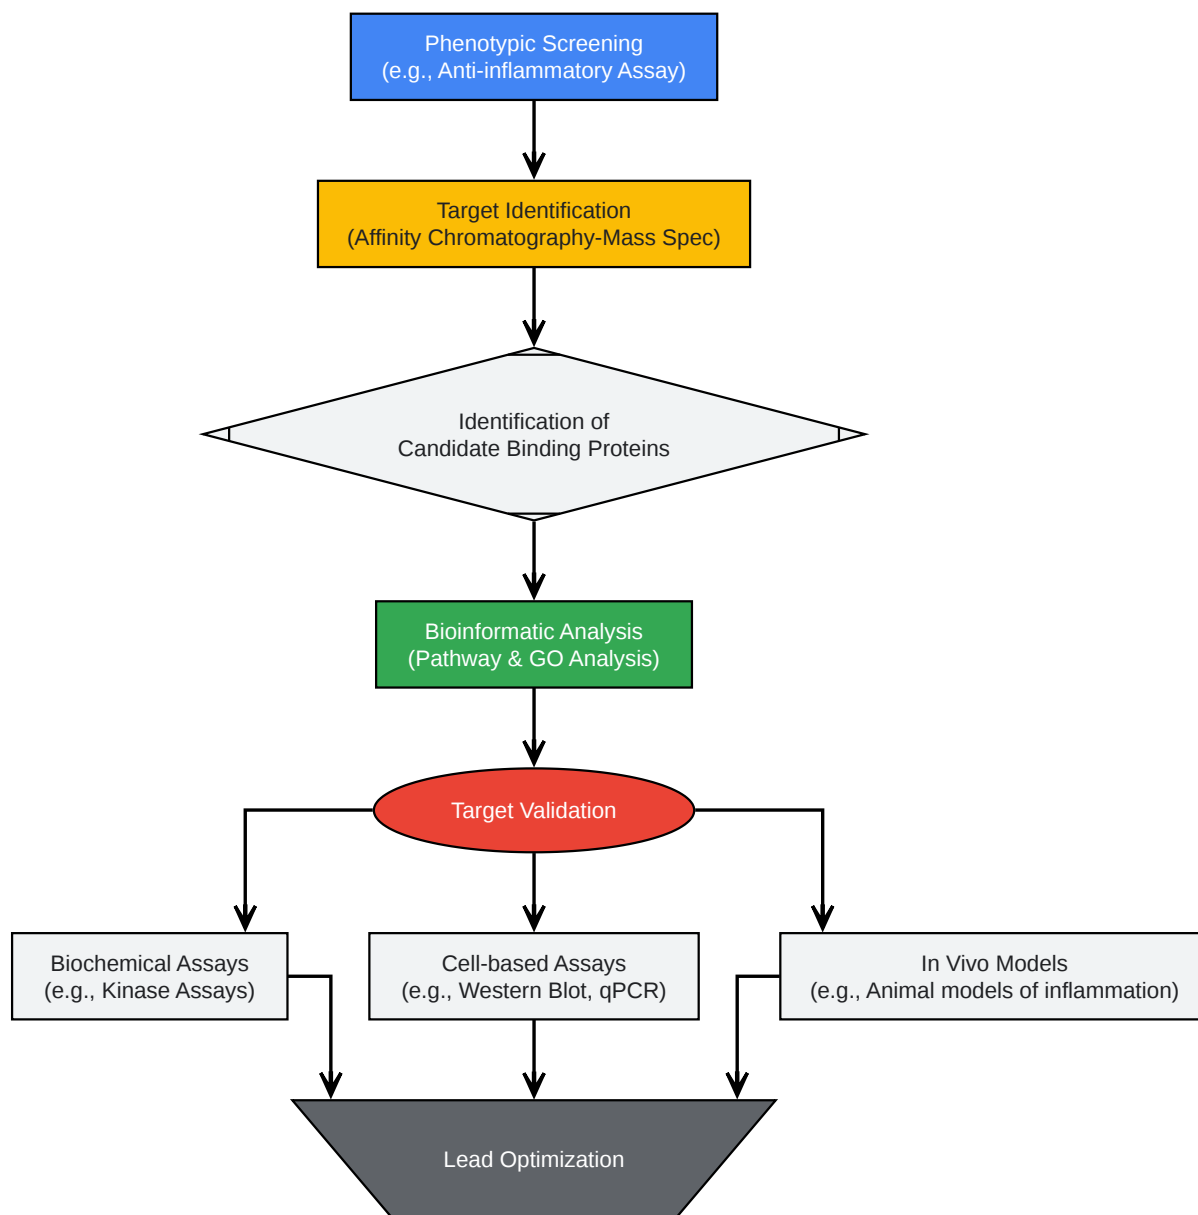 Phenotypic Screening
(e.g., Anti-inflammatory Assay)
Target Identification
(Affinity Chromatography-Mass Spec)
Identification of
Candidate Binding Proteins
Bioinformatic Analysis
(Pathway & GO Analysis)
Target Validation
Biochemical Assays
(e.g., Kinase Assays)
Cell-based Assays
(e.g., Western Blot, qPCR)
In Vivo Models
(e.g., Animal models of inflammation)
Lead Optimization